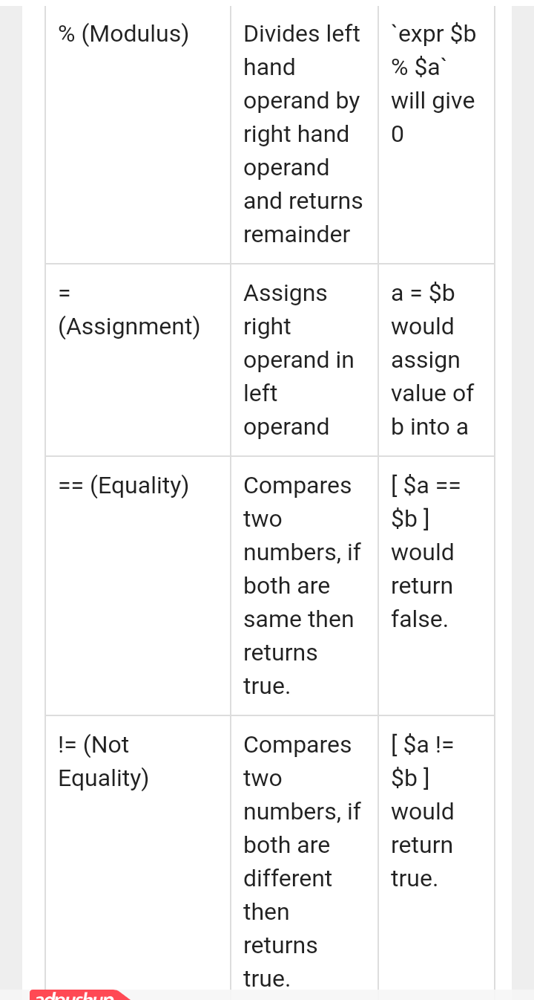 % (Modulus)
Divides left
hand
operand by
right hand
operand
and returns
remainder
`expr $b
% $a`
will give
0
=
(Assignment)
Assigns
right
operand in
left
operand
a = $b
would
assign
value of
b into a
== (Equality)
Compares
two
numbers, if
both are
same then
returns
true.
[ $a ==
$b ]
would
return
false.
!= (Not
Equality)
Compares
two
numbers, if
both are
different
then
returns
true.
[ $a !=
$b ]
would
return
true.
adpushup